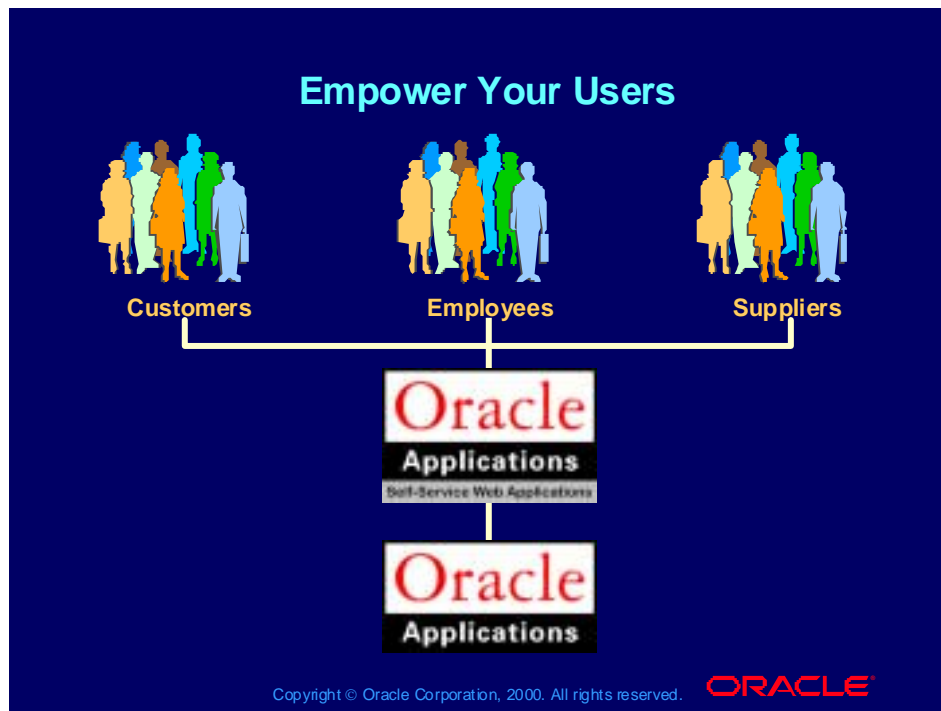 Empower Your Users
Customers Employees Suppliers
Oracle
Applications
Self-Service Web Applications
Oracle
Applications
Copyright © Oracle Corporation, 2000. All rights reserved. ORACLE®